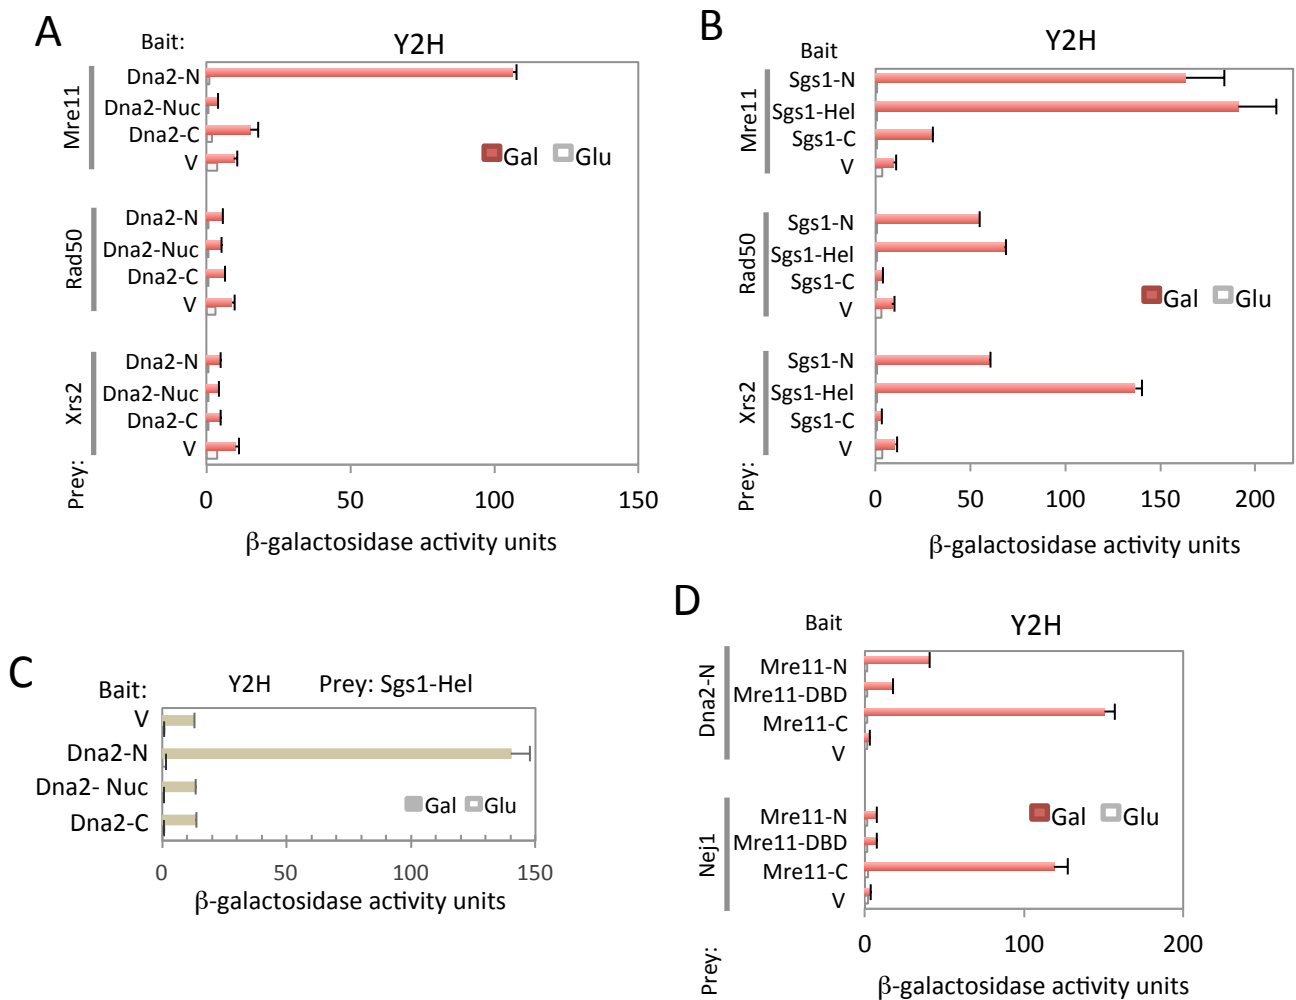 A
Bait:
Y2H
Mre11
Dna2-N
Dna2-Nuc
Dna2-C
V
Gal
Glu
Rad50
Dna2-N
Dna2-Nuc
Dna2-C
V
Xrs2
Dna2-N
Dna2-Nuc
Dna2-C
V
Prey:
0 50 100 150
β-galactosidase activity units
B
Bait
Y2H
Mre11
Sgs1-N
Sgs1-Hel
Sgs1-C
V
Rad50
Sgs1-N
Sgs1-Hel
Sgs1-C
V
Gal
Glu
Xrs2
Sgs1-N
Sgs1-Hel
Sgs1-C
V
Prey:
0 50 100 150 200
β-galactosidase activity units
C
Bait:
Y2H
Prey: Sgs1-Hel
V
Dna2-N
Dna2- Nuc
Dna2-C
Gal
Glu
0 50 100 150
β-galactosidase activity units
D
Bait
Y2H
Dna2-N
Mre11-N
Mre11-DBD
Mre11-C
V
Nej1
Mre11-N
Mre11-DBD
Mre11-C
V
Gal
Glu
Prey:
0 100 200
β-galactosidase activity units